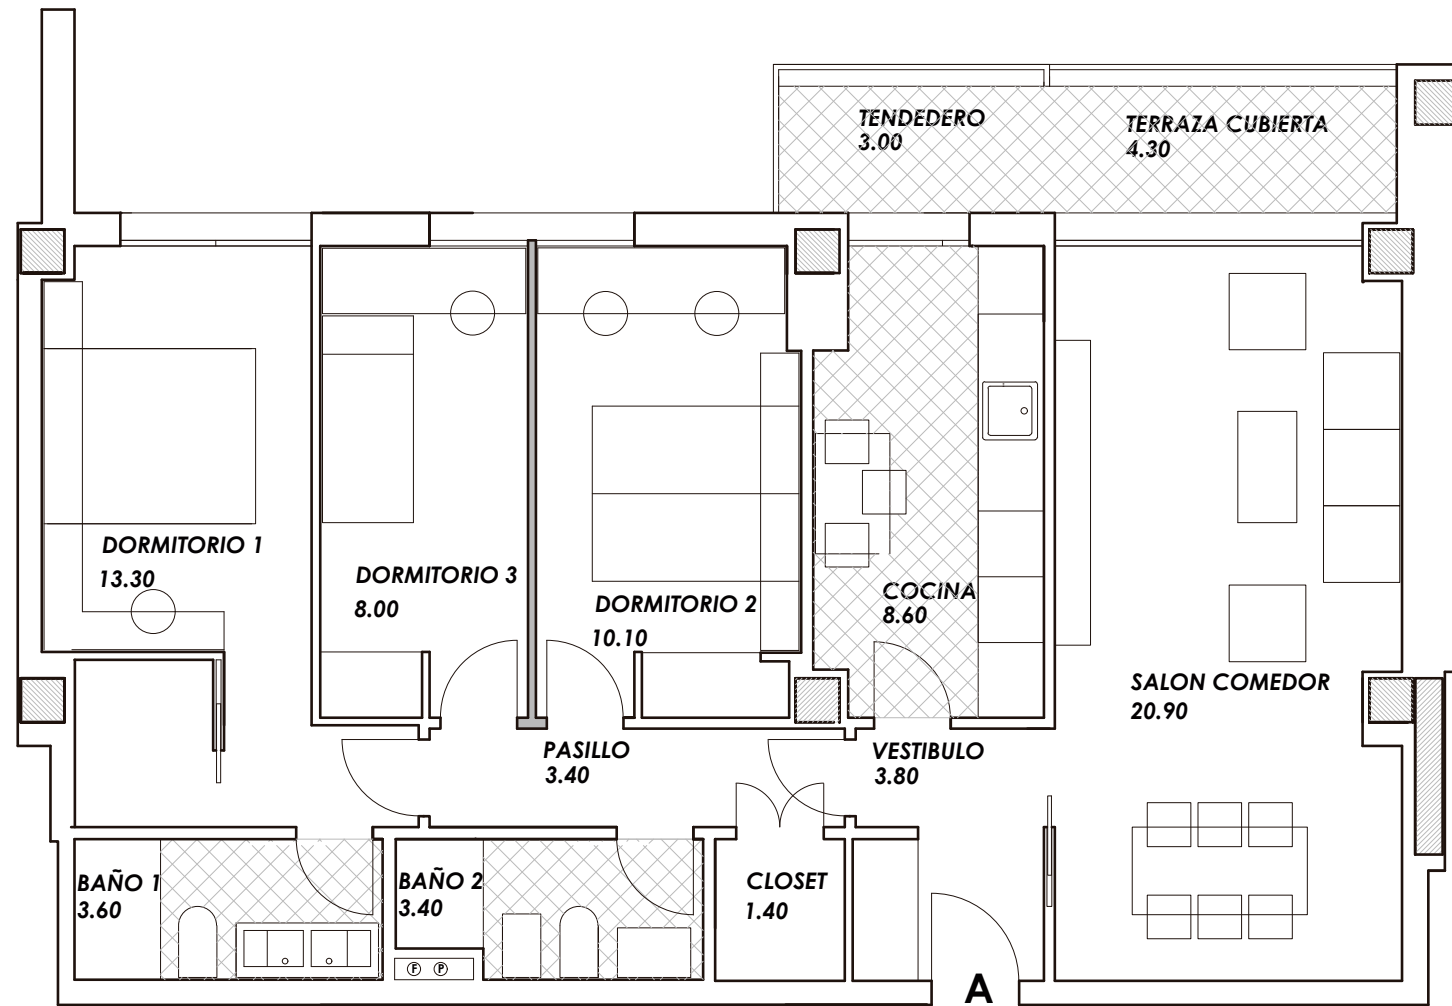 TENDEDERO
3.00
TERRAZA CUBIERTA
4.30
DORMITORIO 1
13.30
DORMITORIO 3
8.00
DORMITORIO 2
10.10
COCINA
8.60
SALON COMEDOR
20.90
PASILLO
3.40
VESTIBULO
3.80
BAÑO 1
3.60
BAÑO 2
3.40
CLOSET
1.40
F P
A